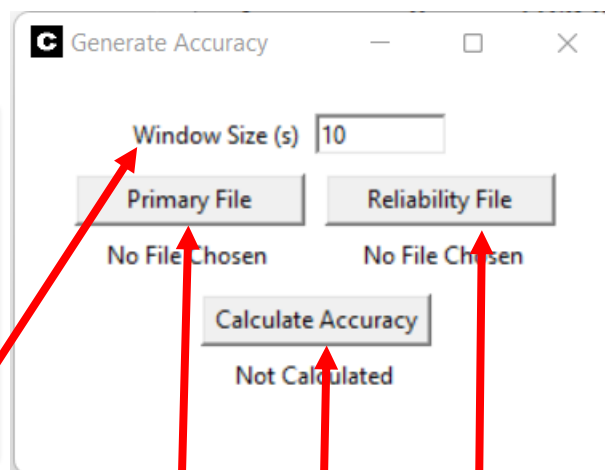 C Generate Accuracy
Window Size (s) 10
Primary File Reliability File
No File Chosen No File Chosen
Calculate Accuracy
Not Calculated